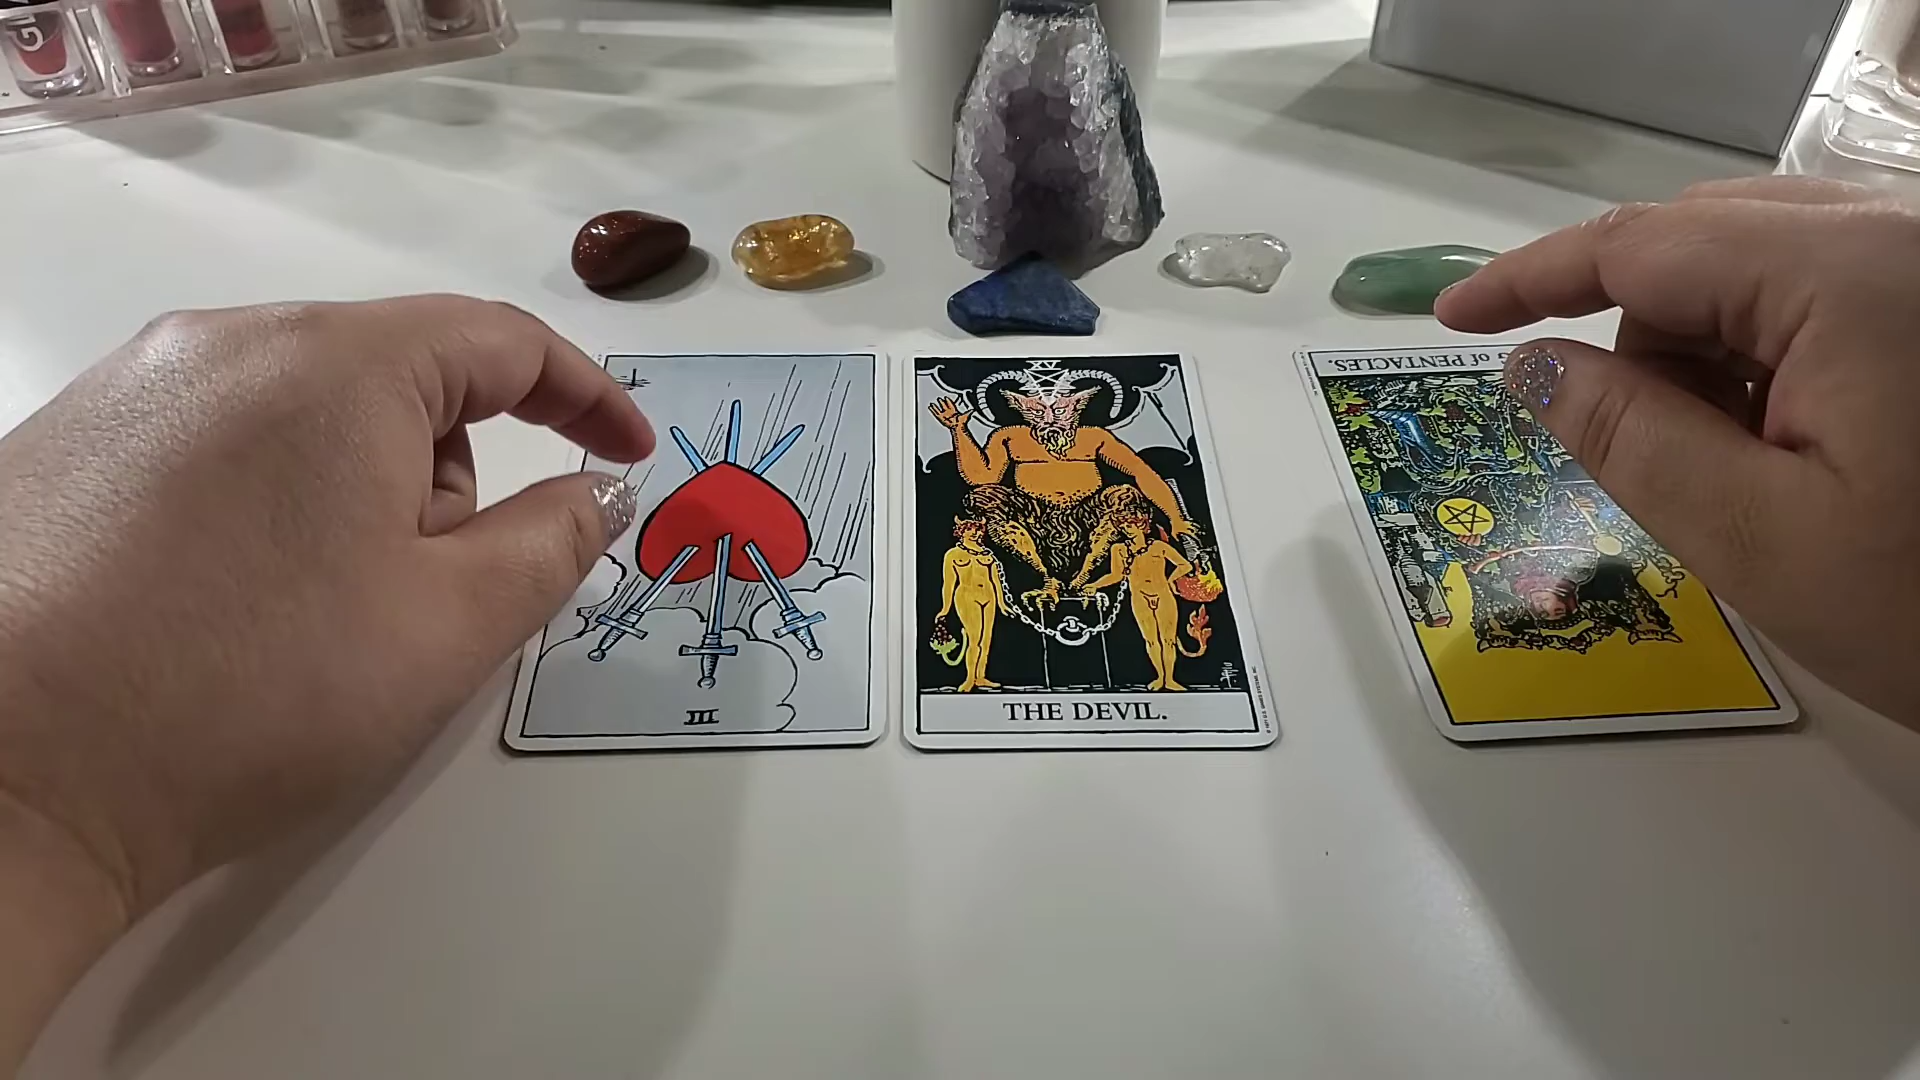 XV
THE DEVIL.
III
G of PENTACLES.